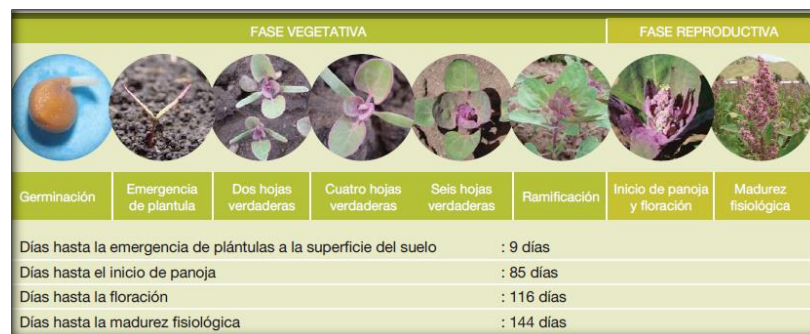 FASE VEGETATIVA
FASE REPRODUCTIVA
Germinación
Emergencia
de plantula
Dos hojas
verdaderas
Cuatro hojas
verdaderas
Seis hojas
verdaderas
Ramificación
Inicio de panoja
y floración
Madurez
fisiológica
Días hasta la emergencia de plántulas a la superficie del suelo : 9 días
Días hasta el inicio de panoja : 85 días
Días hasta la floración : 116 días
Días hasta la madurez fisiológica : 144 días